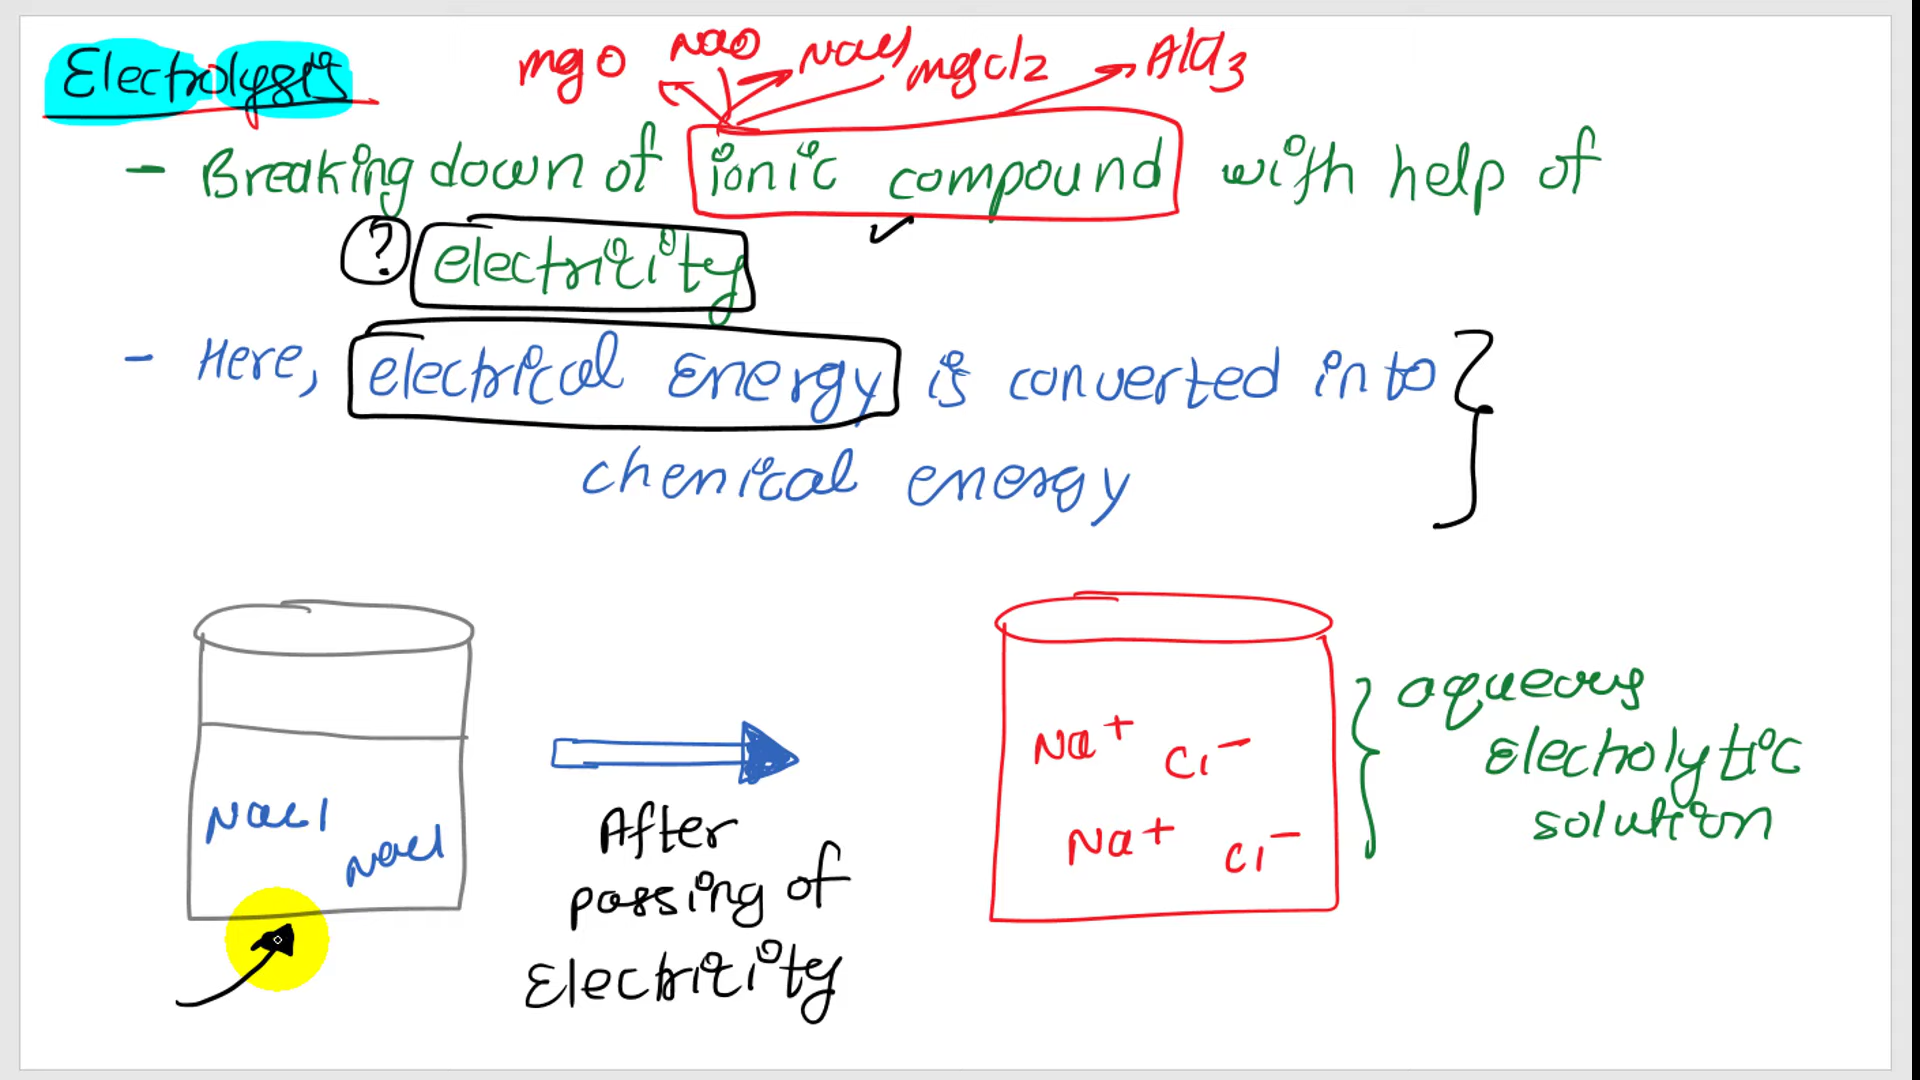 Electrolysis
mgo Nao Nacl mgcl2 Alcl3
- Breaking down of ionic compound with help of
? electricity
- Here, electrical energy is converted into
chemical energy
Nacl
Nacl
After
passing of
Electricity
Na+ Cl-
Na+ Cl-
aqueous
Electrolytic
solution